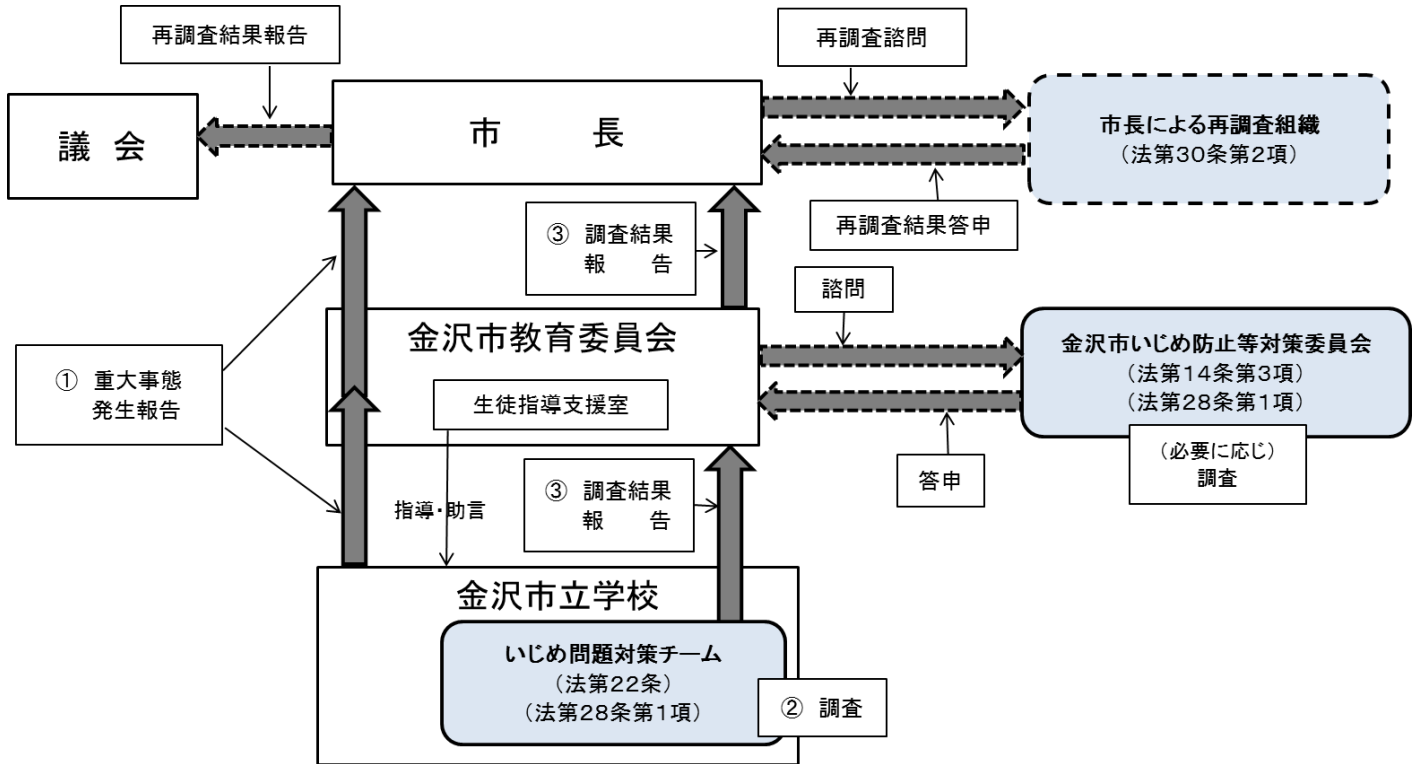 再調査結果報告
再調査諮問
議 会
市 長
市長による再調査組織
（法第30条第2項）
再調査結果答申
③ 調査結果
報 告
諮問
金沢市教育委員会
金沢市いじめ防止等対策委員会
（法第14条第3項）
（法第28条第1項）
① 重大事態
発生報告
生徒指導支援室
（必要に応じ）
調査
答申
指導・助言
③ 調査結果
報 告
金沢市立学校
いじめ問題対策チーム
（法第22条）
（法第28条第1項）
② 調査